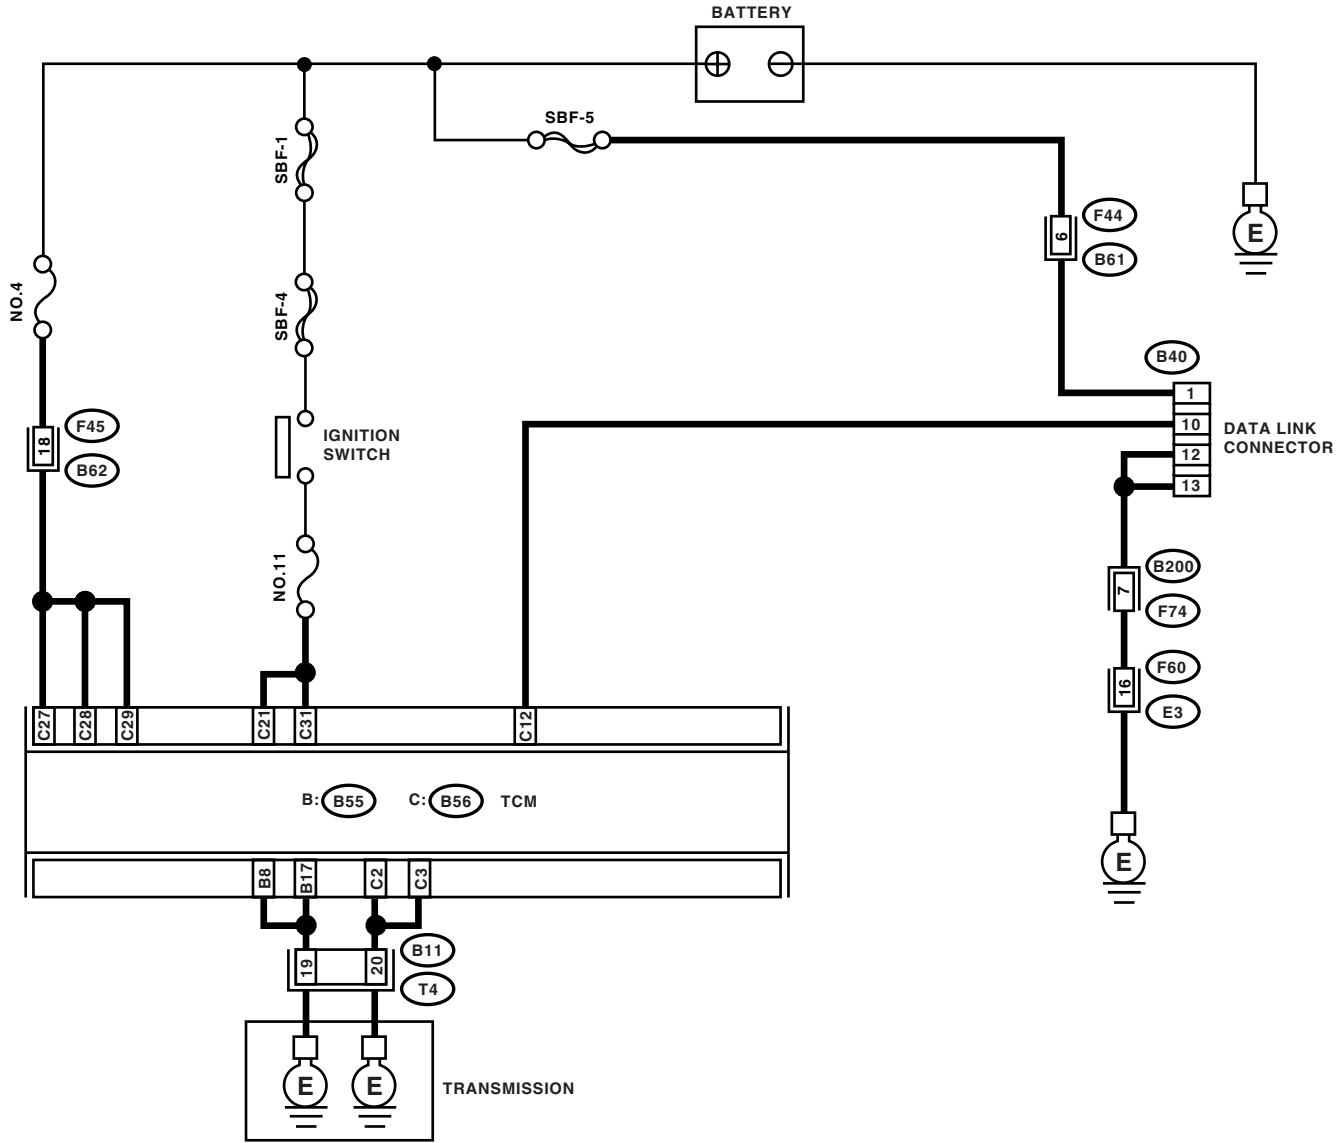 BATTERY
SBF-5
SBF-1
F44
6
E
B61
NO.4
SBF-4
B40
1
F45
10
DATA LINK
CONNECTOR
18
IGNITION
SWITCH
12
B62
13
NO.11
B200
7
F74
F60
16
E3
C27
C28
C29
C21
C31
C12
B:
B55
C:
B56
TCM
E
B8
B17
C2
C3
B11
19
20
T4
E
E
TRANSMISSION